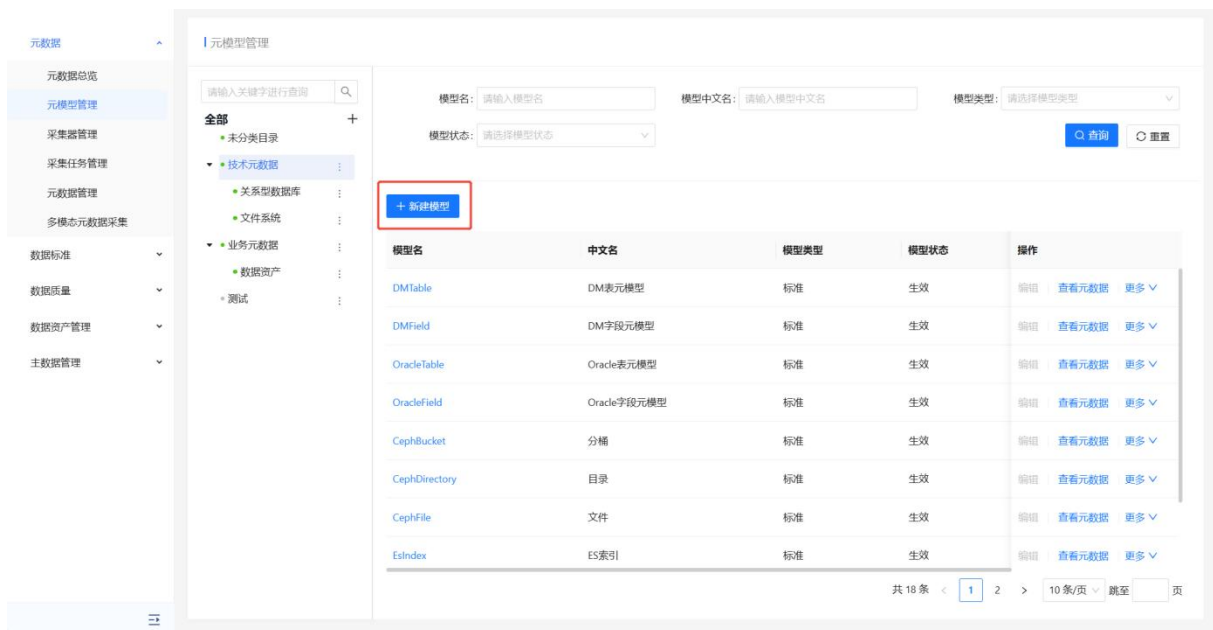 元数据
元数据总览
元模型管理
采集器管理
采集任务管理
元数据管理
多模态元数据采集
数据标准
数据质量
数据资产管理
主数据管理
元模型管理
请输入关键字进行查询
全部
未分类目录
技术元数据
关系型数据库
文件系统
业务元数据
数据资产
测试
模型名: 请输入模型名 模型中文名: 请输入模型中文名 模型类型: 请选择模型类型
模型状态: 请选择模型状态 查询 重置
+ 新建模型
模型名 中文名 模型类型 模型状态 操作
DMTable DM表元模型 标准 生效 编辑 查看元数据 更多
DMField DM字段元模型 标准 生效 编辑 查看元数据 更多
OracleTable Oracle表元模型 标准 生效 编辑 查看元数据 更多
OracleField Oracle字段元模型 标准 生效 编辑 查看元数据 更多
CephBucket 分桶 标准 生效 编辑 查看元数据 更多
CephDirectory 目录 标准 生效 编辑 查看元数据 更多
CephFile 文件 标准 生效 编辑 查看元数据 更多
EsIndex ES索引 标准 生效 编辑 查看元数据 更多
共 18 条 < 1 2 > 10 条/页 跳至 页